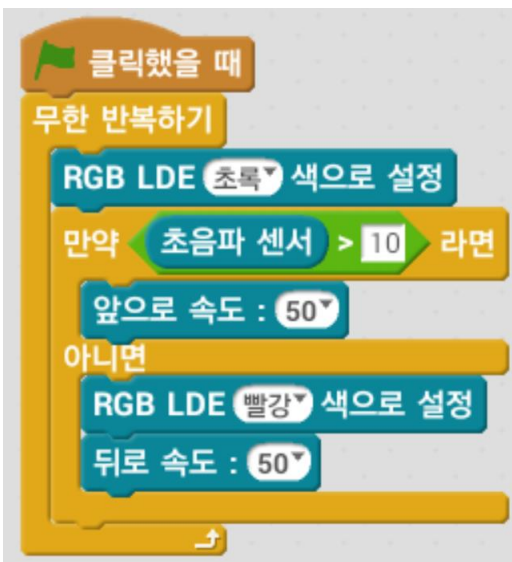 클릭했을 때
무한 반복하기
RGB LDE 초록 색으로 설정
만약 초음파 센서 > 10 라면
앞으로 속도 : 50
아니면
RGB LDE 빨강 색으로 설정
뒤로 속도 : 50